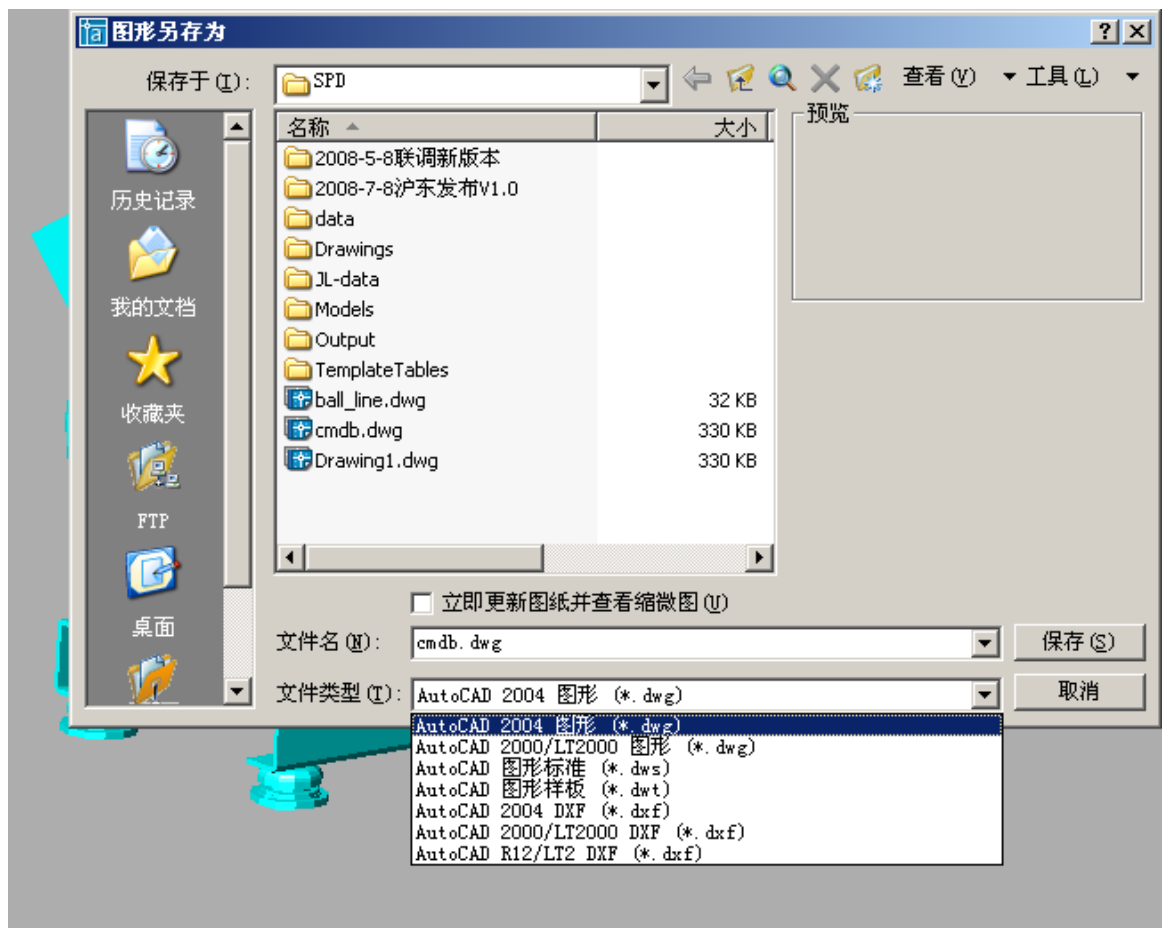 图形另存为
保存于(I):
SPD
查看(V)
工具(L)
名称
大小
预览
历史记录
我的文档
收藏夹
FTP
桌面
2008-5-8联调新版本
2008-7-8沪东发布V1.0
data
Drawings
JL-data
Models
Output
TemplateTables
ball_line.dwg 32 KB
cmdb.dwg 330 KB
Drawing1.dwg 330 KB
立即更新图纸并查看缩微图(U)
文件名(N): cmdb.dwg 保存(S)
文件类型(T): AutoCAD 2004 图形 (*.dwg) 取消
AutoCAD 2004 图形 (*.dwg)
AutoCAD 2000/LT2000 图形 (*.dwg)
AutoCAD 图形标准 (*.dws)
AutoCAD 图形样板 (*.dwt)
AutoCAD 2004 DXF (*.dxf)
AutoCAD 2000/LT2000 DXF (*.dxf)
AutoCAD R12/LT2 DXF (*.dxf)